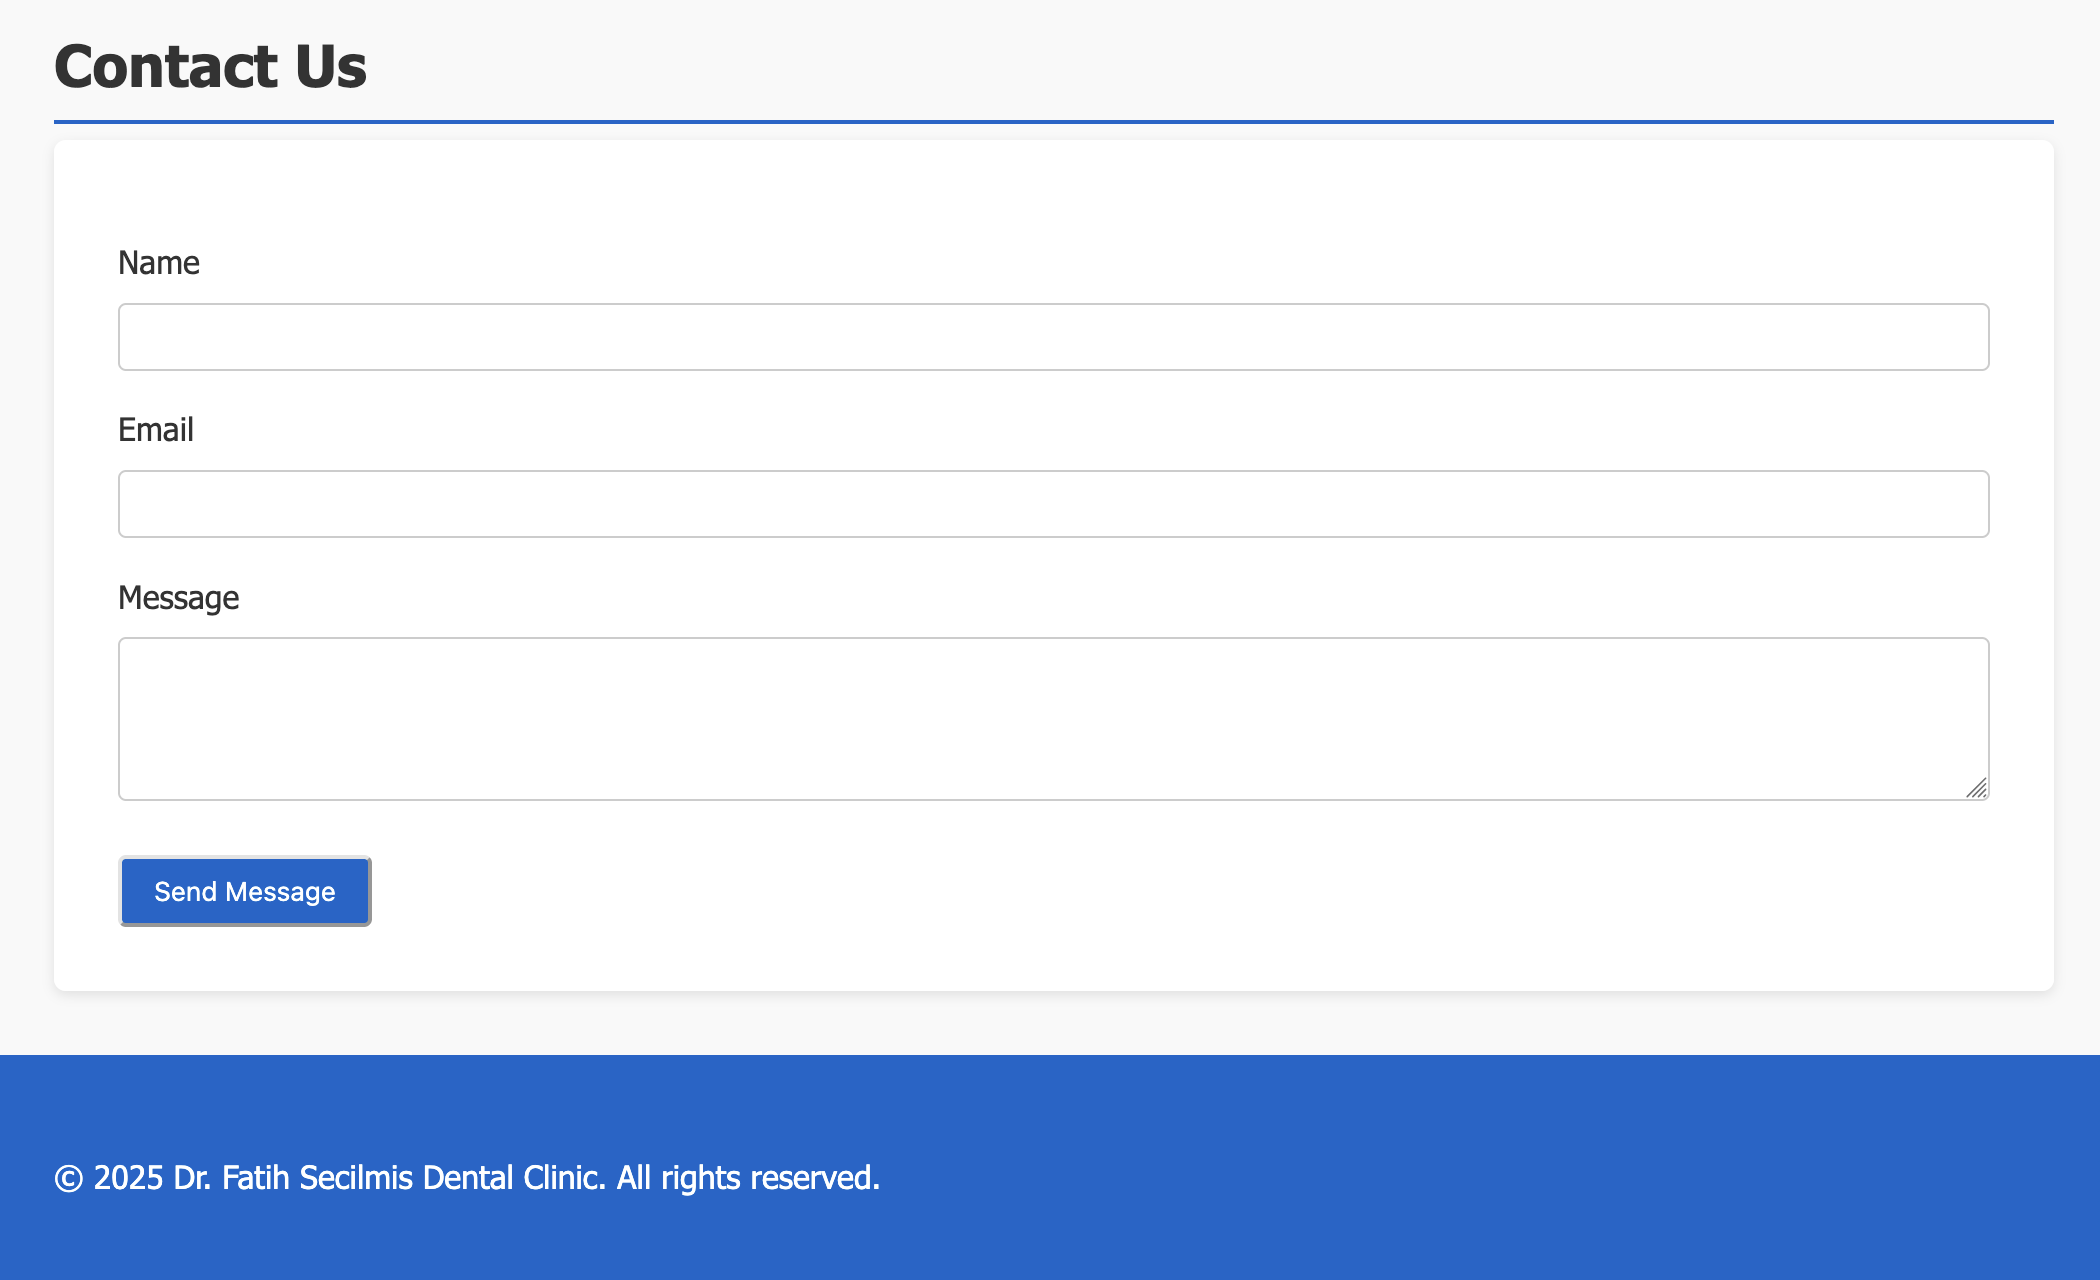 Contact Us
Name
Email
Message
Send Message
© 2025 Dr. Fatih Secilmis Dental Clinic. All rights reserved.